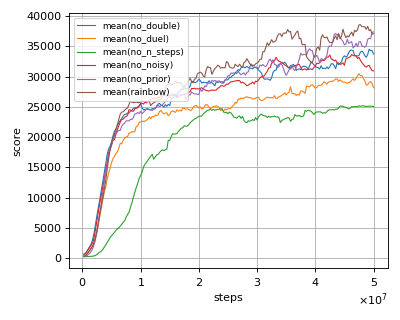 40000
35000
30000
25000
20000
15000
10000
5000
0
score
mean(no_double)
mean(no_duel)
mean(no_n_steps)
mean(no_noisy)
mean(no_prior)
mean(rainbow)
0 1 2 3 4 5
steps
×10⁷